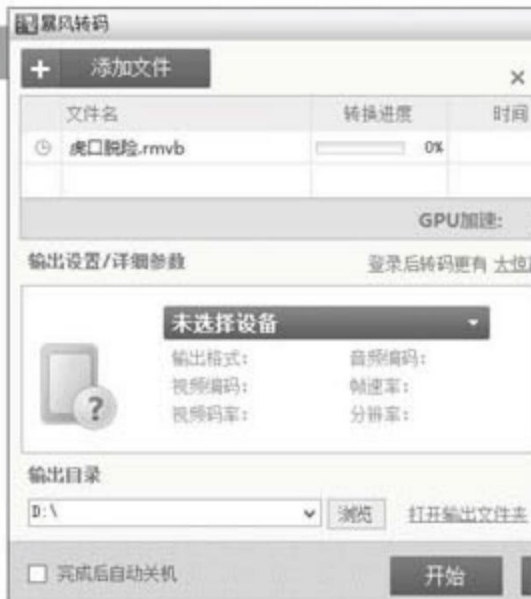 暴风转码
+ 添加文件 ×
文件名 转换进度 时间
虎口脱险.rmvb 0%
GPU加速:
输出设置/详细参数 登录后转码更有
未选择设备
输出格式: 音频编码:
视频编码: 帧速率:
视频码率: 分辨率:
?
输出目录
D:\ 浏览 打开输出文件夹
完成后自动关机 开始